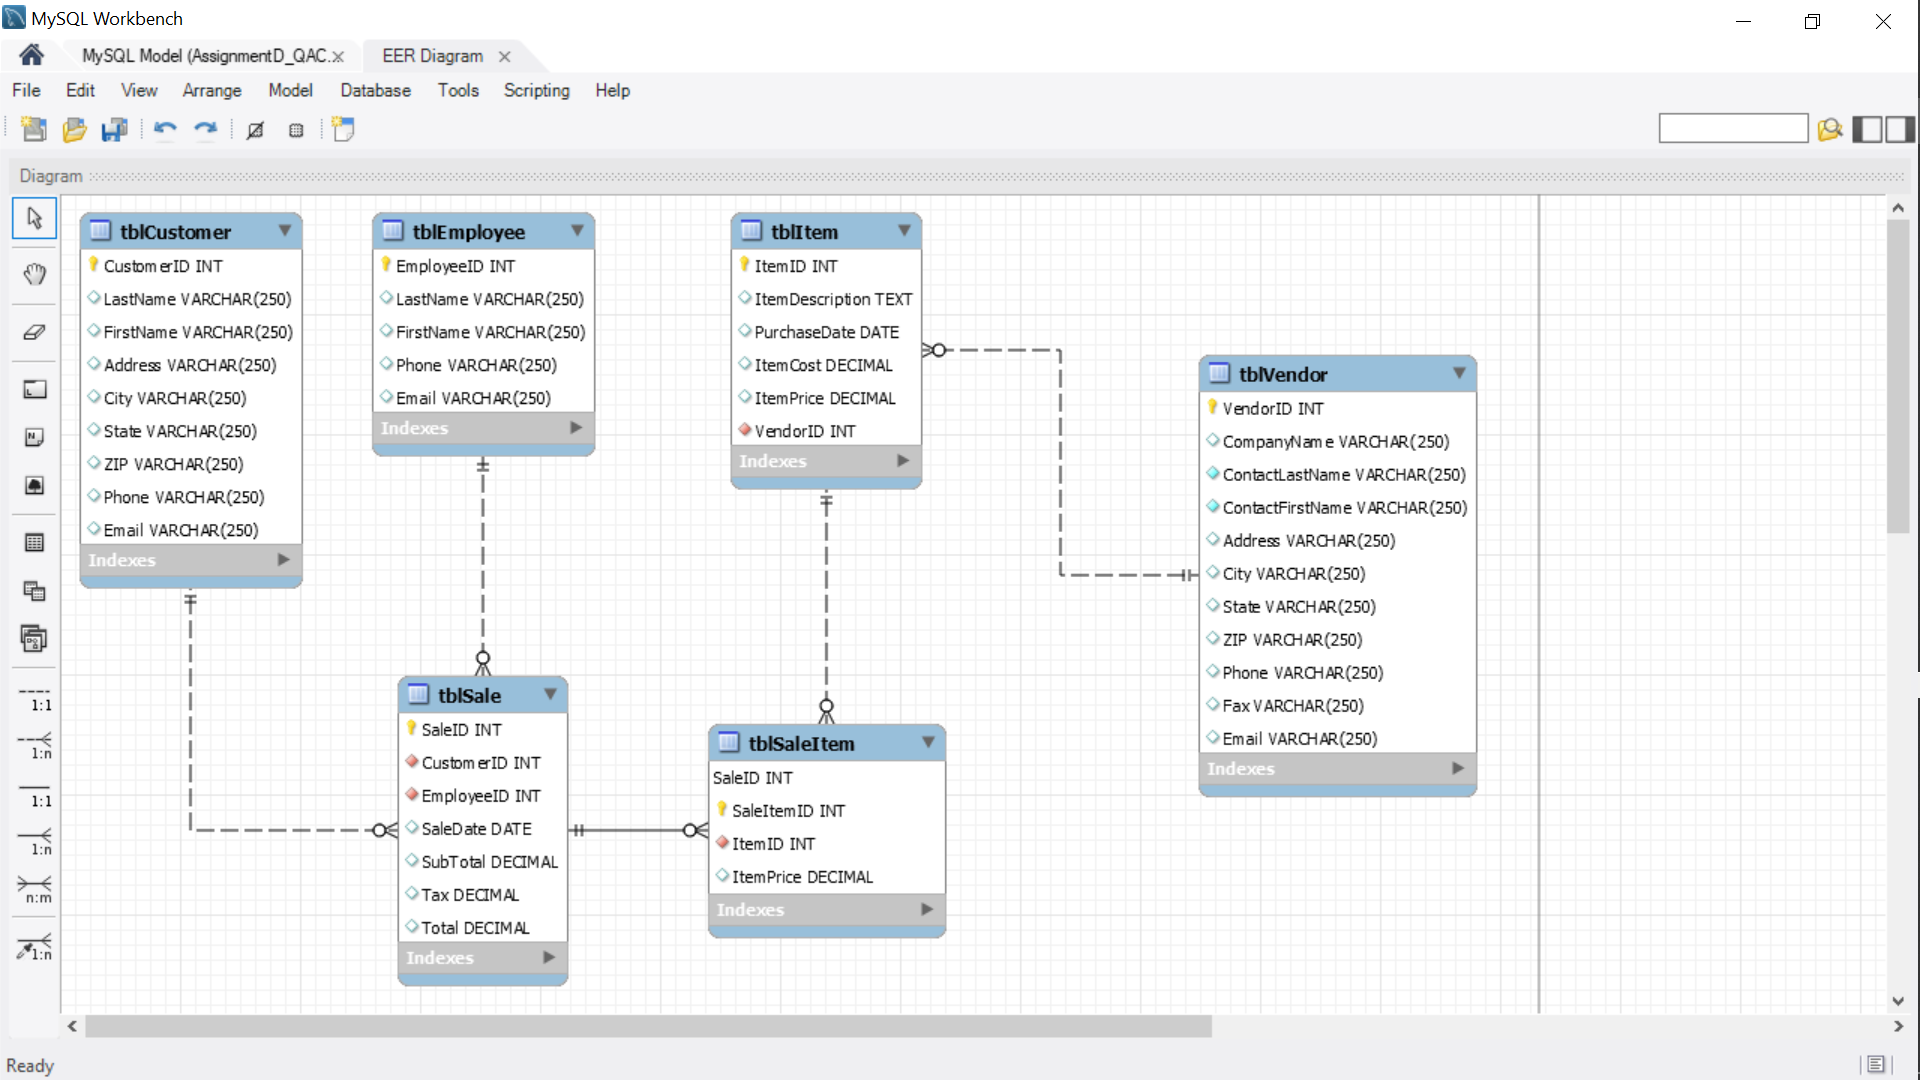 MySQL Workbench
MySQL Model (AssignmentD_QAC.
EER Diagram
File Edit View Arrange Model Database Tools Scripting Help
Diagram
tblCustomer
CustomerID INT
LastName VARCHAR(250)
FirstName VARCHAR(250)
Address VARCHAR(250)
City VARCHAR(250)
State VARCHAR(250)
ZIP VARCHAR(250)
Phone VARCHAR(250)
Email VARCHAR(250)
Indexes
tblEmployee
EmployeeID INT
LastName VARCHAR(250)
FirstName VARCHAR(250)
Phone VARCHAR(250)
Email VARCHAR(250)
Indexes
tblItem
ItemID INT
ItemDescription TEXT
PurchaseDate DATE
ItemCost DECIMAL
ItemPrice DECIMAL
VendorID INT
Indexes
tblVendor
VendorID INT
CompanyName VARCHAR(250)
ContactLastName VARCHAR(250)
ContactFirstName VARCHAR(250)
Address VARCHAR(250)
City VARCHAR(250)
State VARCHAR(250)
ZIP VARCHAR(250)
Phone VARCHAR(250)
Fax VARCHAR(250)
Email VARCHAR(250)
Indexes
tblSale
SaleID INT
CustomerID INT
EmployeeID INT
SaleDate DATE
SubTotal DECIMAL
Tax DECIMAL
Total DECIMAL
Indexes
tblSaleItem
SaleID INT
SaleItemID INT
ItemID INT
ItemPrice DECIMAL
Indexes
1:1
1:n
1:1
1:n
n:m
1:n
Ready